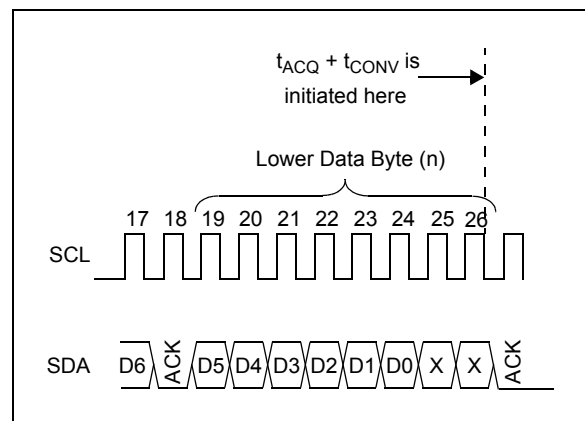 tACQ + tCONV is
initiated here
Lower Data Byte (n)
17 18 19 20 21 22 23 24 25 26
SCL
SDA D6 ACK D5 D4 D3 D2 D1 D0 X X ACK